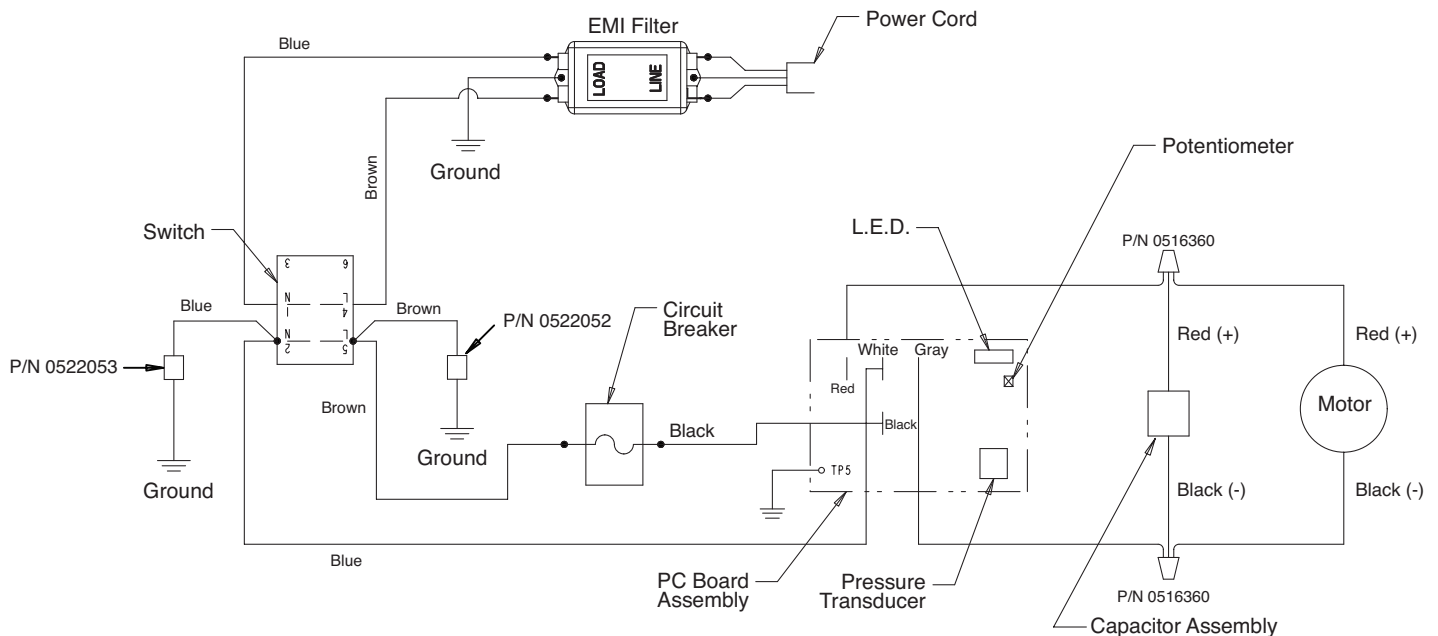 Power Cord
EMI Filter
Blue
LOAD
LINE
Ground
Brown
Potentiometer
Switch
L.E.D.
P/N 0516360
3
6
N
L
1
4
N
L
2
5
Blue
Brown
P/N 0522052
Circuit
Breaker
Red (+)
Red (+)
P/N 0522053
White
Gray
Red
Brown
Motor
Black
Black
Ground
TP5
Ground
Black (-)
Black (-)
Blue
PC Board
Assembly
Pressure
Transducer
P/N 0516360
Capacitor Assembly